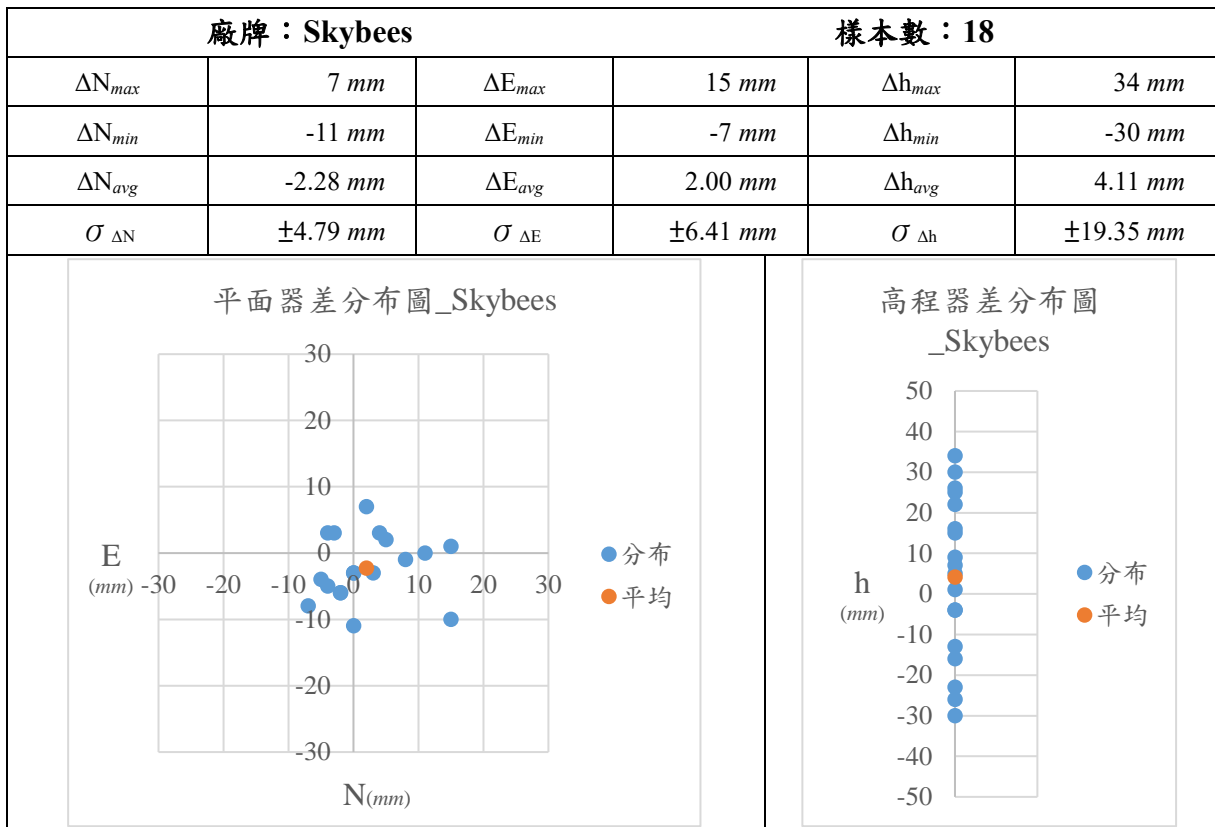 廠牌：Skybees 樣本數：18
ΔNmax 7 mm ΔEmax 15 mm Δhmax 34 mm
ΔNmin -11 mm ΔEmin -7 mm Δhmin -30 mm
ΔNavg -2.28 mm ΔEavg 2.00 mm Δhavg 4.11 mm
σ ΔN ±4.79 mm σ ΔE ±6.41 mm σ Δh ±19.35 mm
平面器差分布圖_Skybees
30
20
10
0
-10
-20
-30
-30 -20 -10 0 10 20 30
E
(mm)
N(mm)
分布
平均
高程器差分布圖
_Skybees
50
40
30
20
10
0
-10
-20
-30
-40
-50
h
(mm)
分布
平均